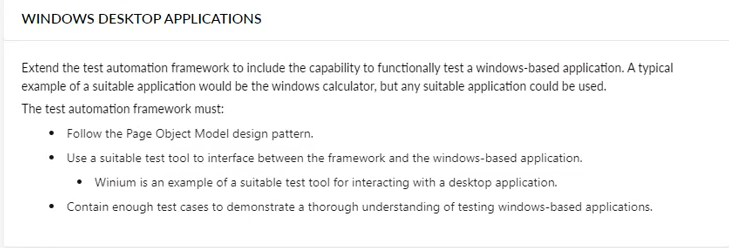 WINDOWS DESKTOP APPLICATIONS
Extend the test automation framework to include the capability to functionally test a windows-based application. A typical
example of a suitable application would be the windows calculator, but any suitable application could be used.
The test automation framework must:
• Follow the Page Object Model design pattern.
• Use a suitable test tool to interface between the framework and the windows-based application.
• Winium is an example of a suitable test tool for interacting with a desktop application.
• Contain enough test cases to demonstrate a thorough understanding of testing windows-based applications.